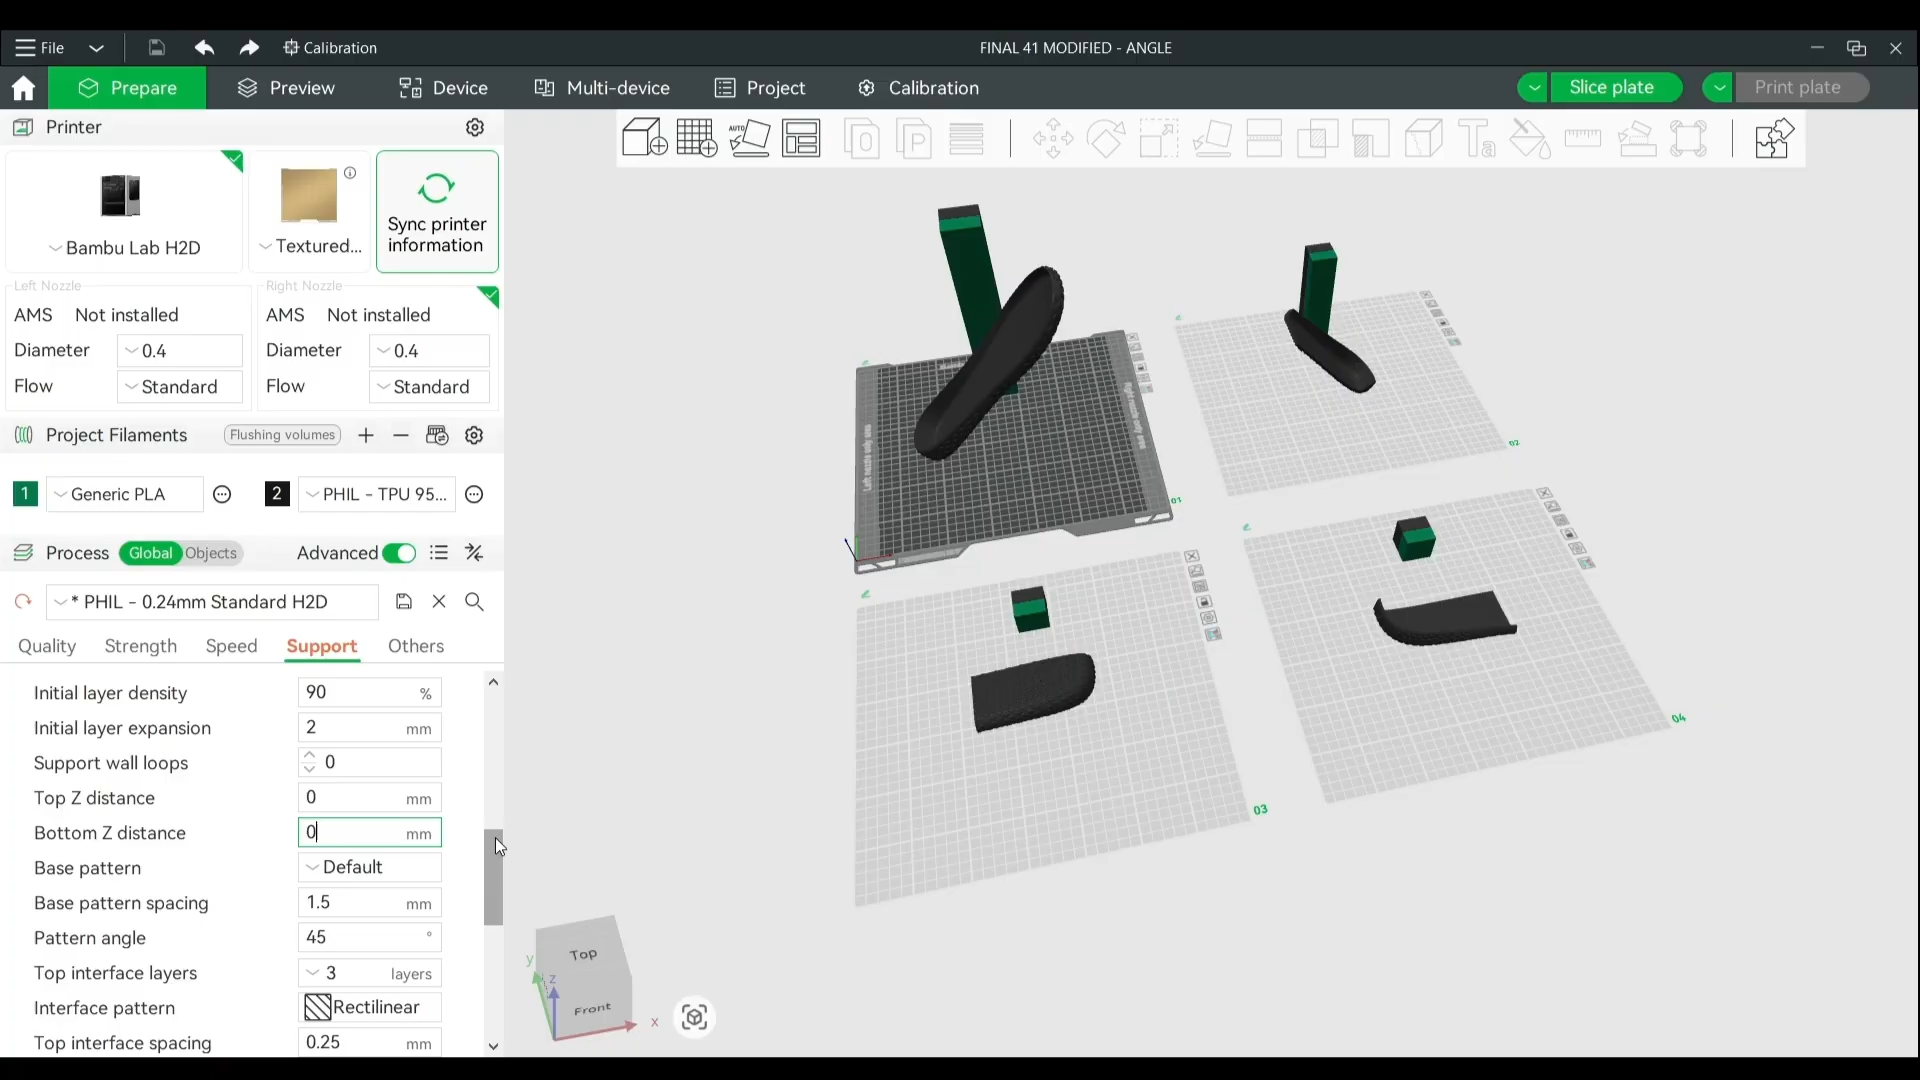 File
Calibration
FINAL 41 MODIFIED - ANGLE
Prepare
Preview
Device
Multi-device
Project
Calibration
Slice plate
Print plate
Printer
Bambu Lab H2D
Textured...
Sync printer
information
Left Nozzle
AMS Not installed
Diameter 0.4
Flow Standard
Right Nozzle
AMS Not installed
Diameter 0.4
Flow Standard
Project Filaments
Flushing volumes
1 Generic PLA
2 PHIL - TPU 95...
Process
Global Objects
Advanced
* PHIL - 0.24mm Standard H2D
Quality
Strength
Speed
Support
Others
Initial layer density 90 %
Initial layer expansion 2 mm
Support wall loops 0
Top Z distance 0 mm
Bottom Z distance 0 mm
Base pattern Default
Base pattern spacing 1.5 mm
Pattern angle 45 °
Top interface layers 3 layers
Interface pattern Rectilinear
Top interface spacing 0.25 mm
AUTO
O
P
Ta
Left nozzle only area
01
02
03
04
Top
Front
y
z
x